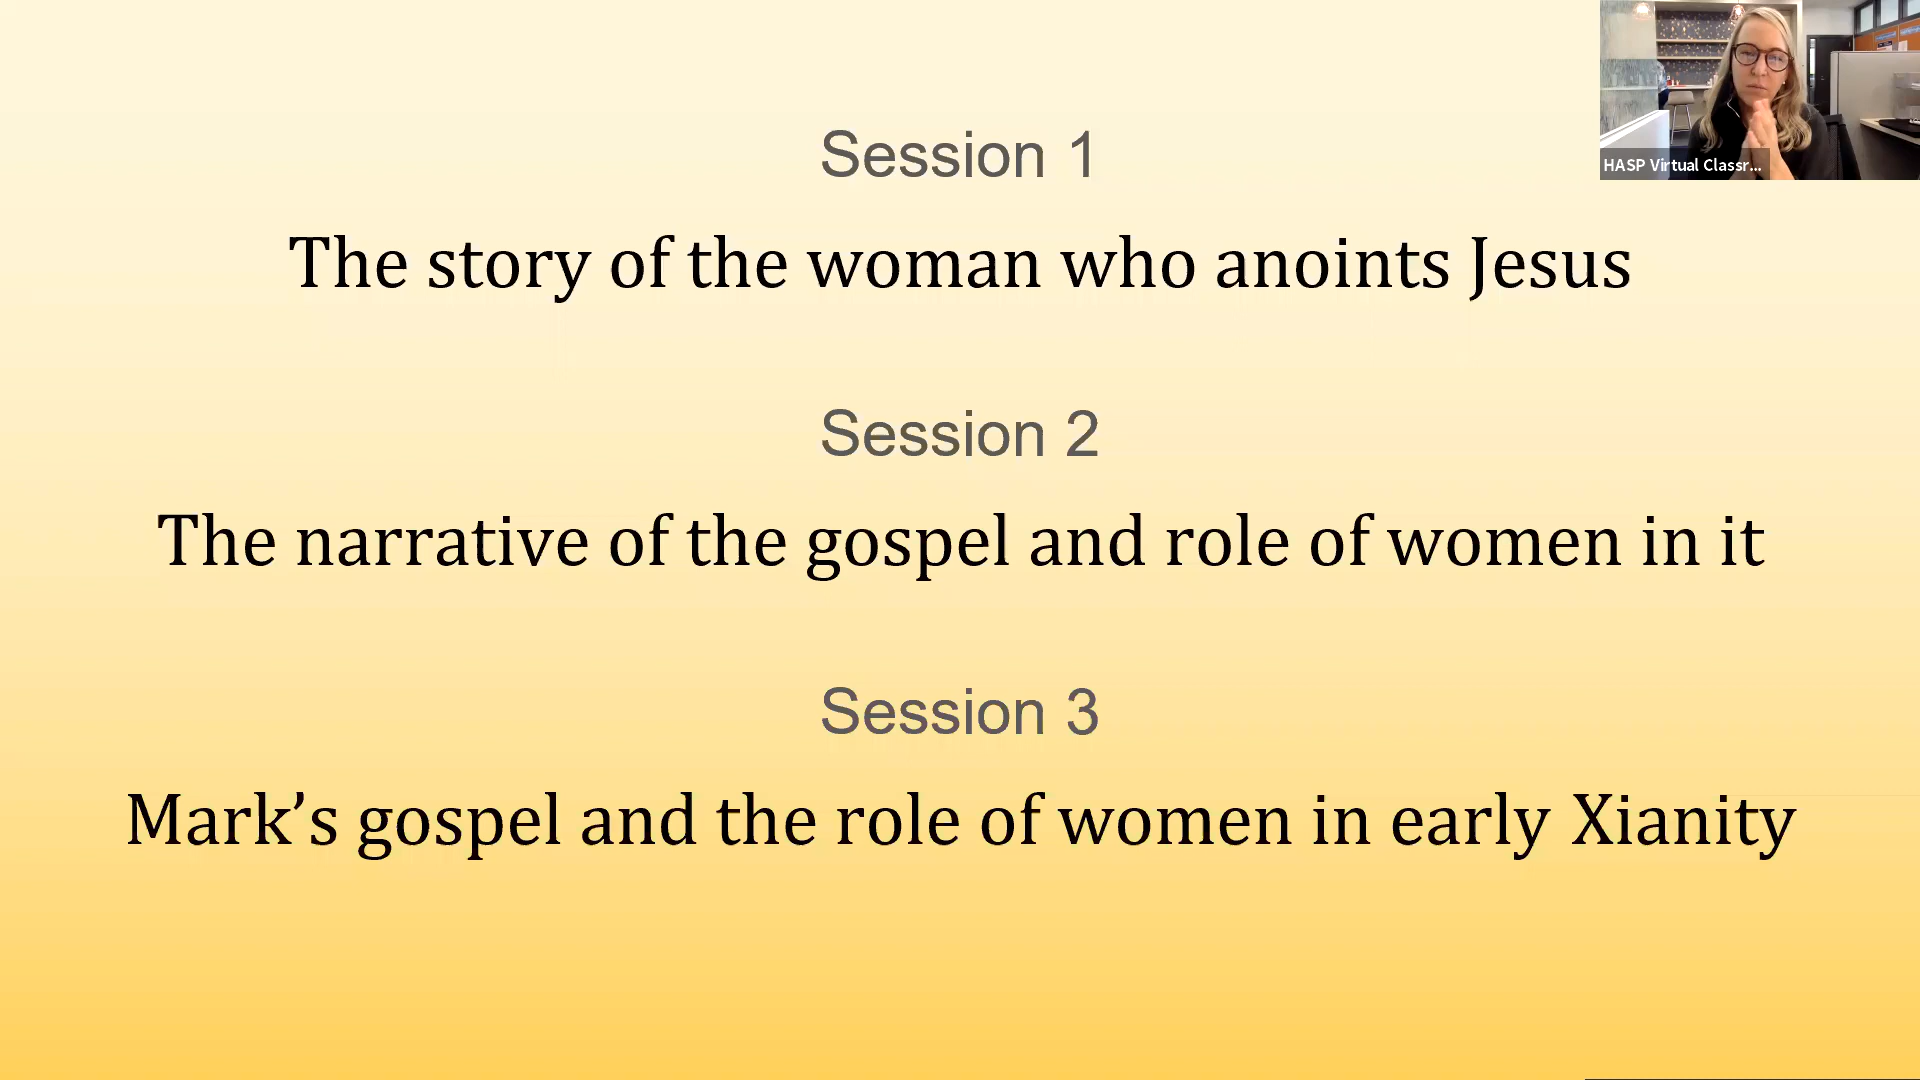 Session 1
The story of the woman who anoints Jesus
Session 2
The narrative of the gospel and role of women in it
Session 3
Mark’s gospel and the role of women in early Xianity
HASP Virtual Classr...